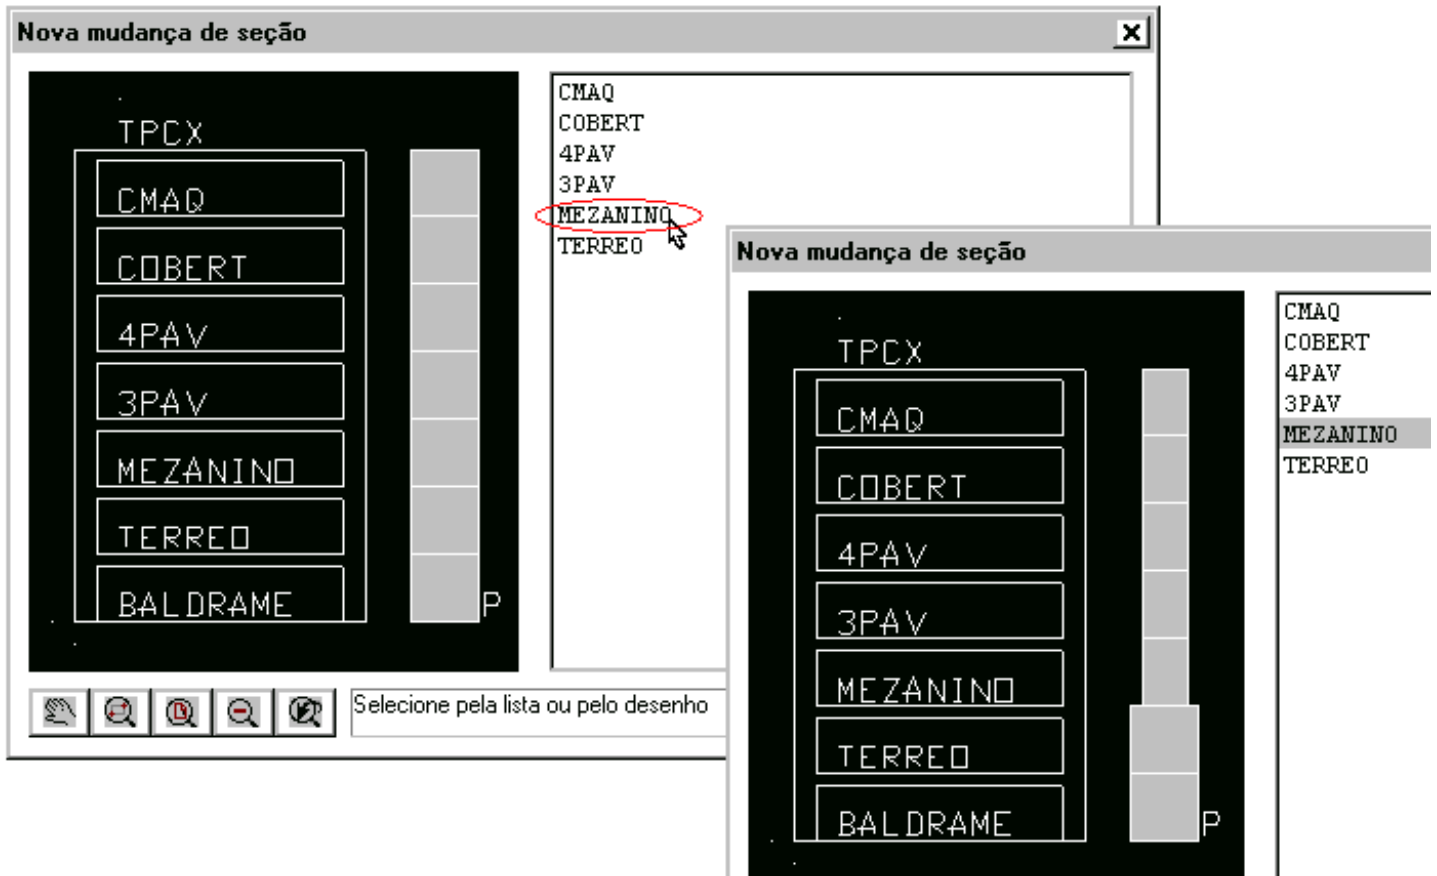 Nova mudança de seção
TPCX
CMAQ
COBERT
4PAV
3PAV
MEZANINO
TERREO
BALDRAME
P
CMAQ
COBERT
4PAV
3PAV
MEZANINO
TERREO
Selecione pela lista ou pelo desenho
Nova mudança de seção
TPCX
CMAQ
COBERT
4PAV
3PAV
MEZANINO
TERREO
BALDRAME
P
CMAQ
COBERT
4PAV
3PAV
MEZANINO
TERREO